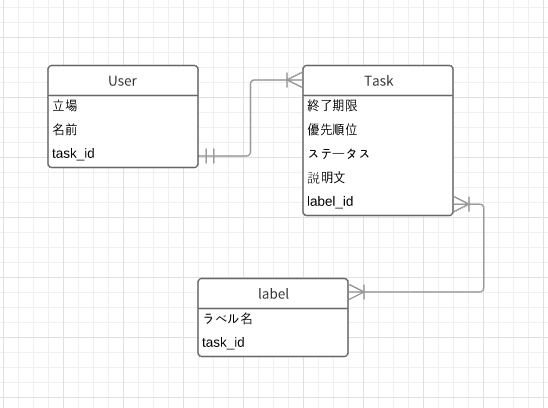 User
立場
名前
task_id
Task
終了期限
優先順位
ステータス
説明文
label_id
label
ラベル名
task_id